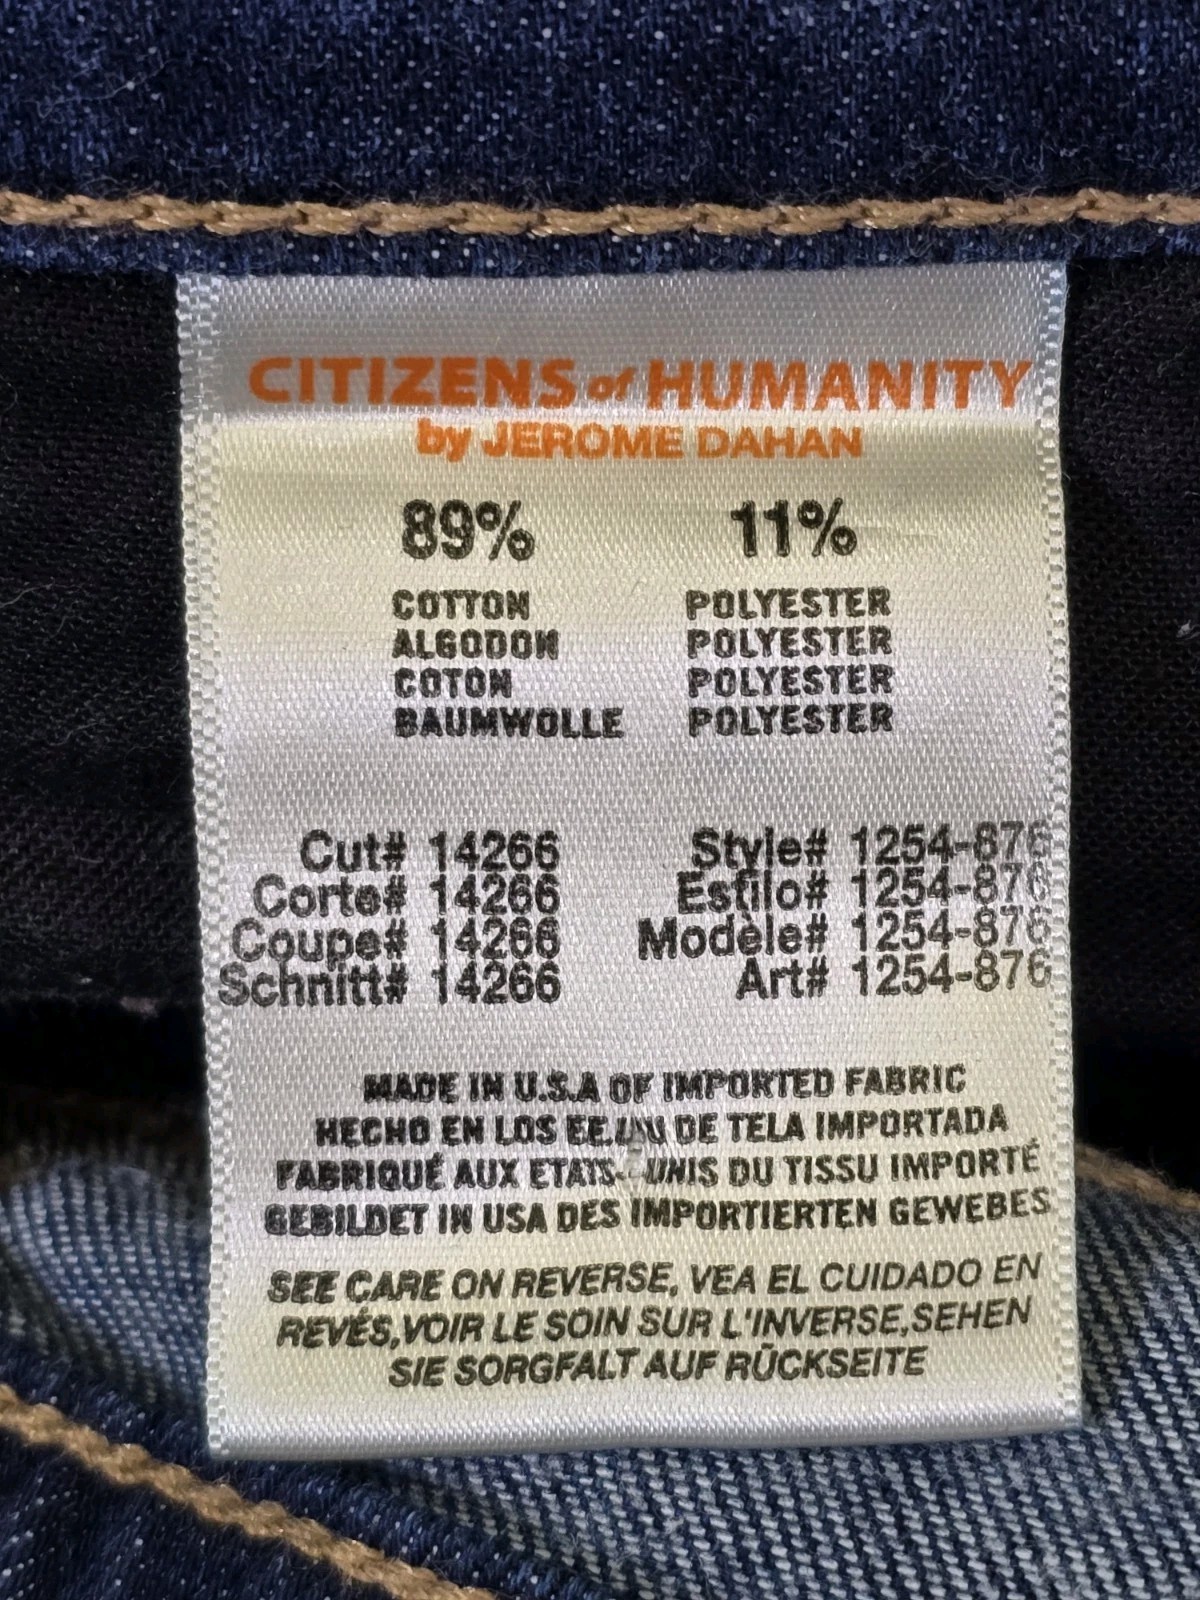 CITIZENS of HUMANITY
by JEROME DAHAN
89% 11%
COTTON POLYESTER
ALGODON POLYESTER
COTON POLYESTER
BAUMWOLLE POLYESTER
Cut# 14266 Style# 1254-876
Corte# 14266 Esfilo# 1254-876
Coupe# 14266 Modèle# 1254-876
Schnitt# 14266 Art# 1254-876
MADE IN U.S.A OF IMPORTED FABRIC
HECHO EN LOS EE.UU DE TELA IMPORTADA
FABRIQUÉ AUX ETATS-UNIS DU TISSU IMPORTÉ
GEBILDET IN USA DES IMPORTIERTEN GEWEBES
SEE CARE ON REVERSE, VEA EL CUIDADO EN
REVÉS,VOIR LE SOIN SUR L'INVERSE,SEHEN
SIE SORGFALT AUF RÜCKSEITE